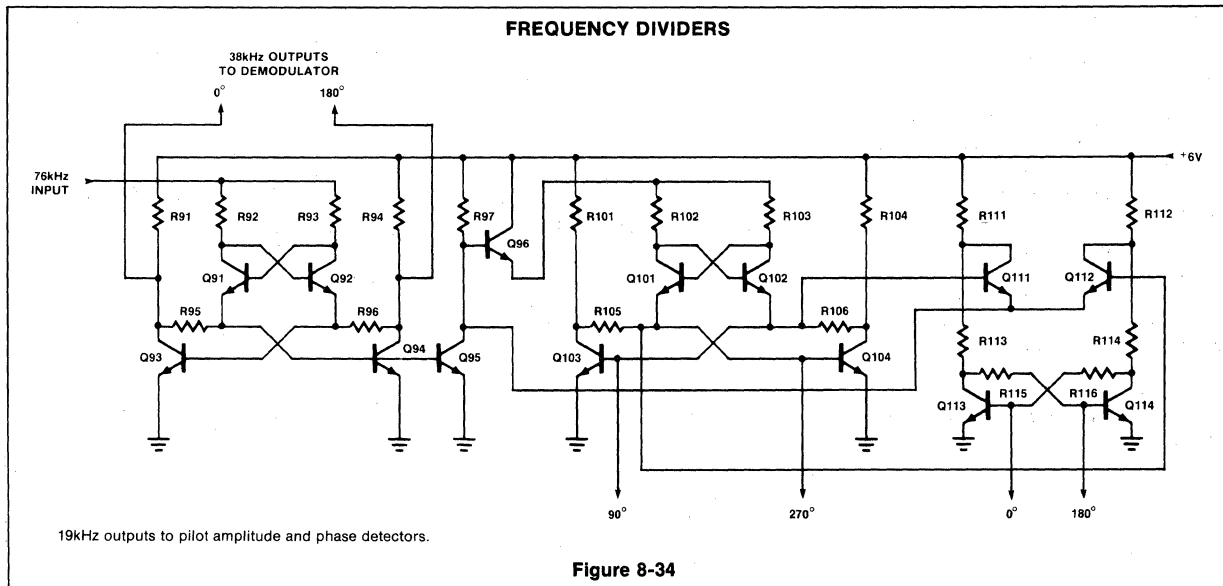 FREQUENCY DIVIDERS
38kHz OUTPUTS
TO DEMODULATOR
0°
180°
+6V
76kHz
INPUT
R91
R92
R93
R94
R97
R101
R102
R103
R104
R111
R112
Q96
Q91
Q92
Q101
Q102
Q111
Q112
R95
R96
R105
R106
R113
R114
Q93
Q94
Q95
Q103
Q104
R115
R116
Q113
Q114
90°
270°
0°
180°
19kHz outputs to pilot amplitude and phase detectors.
Figure 8-34